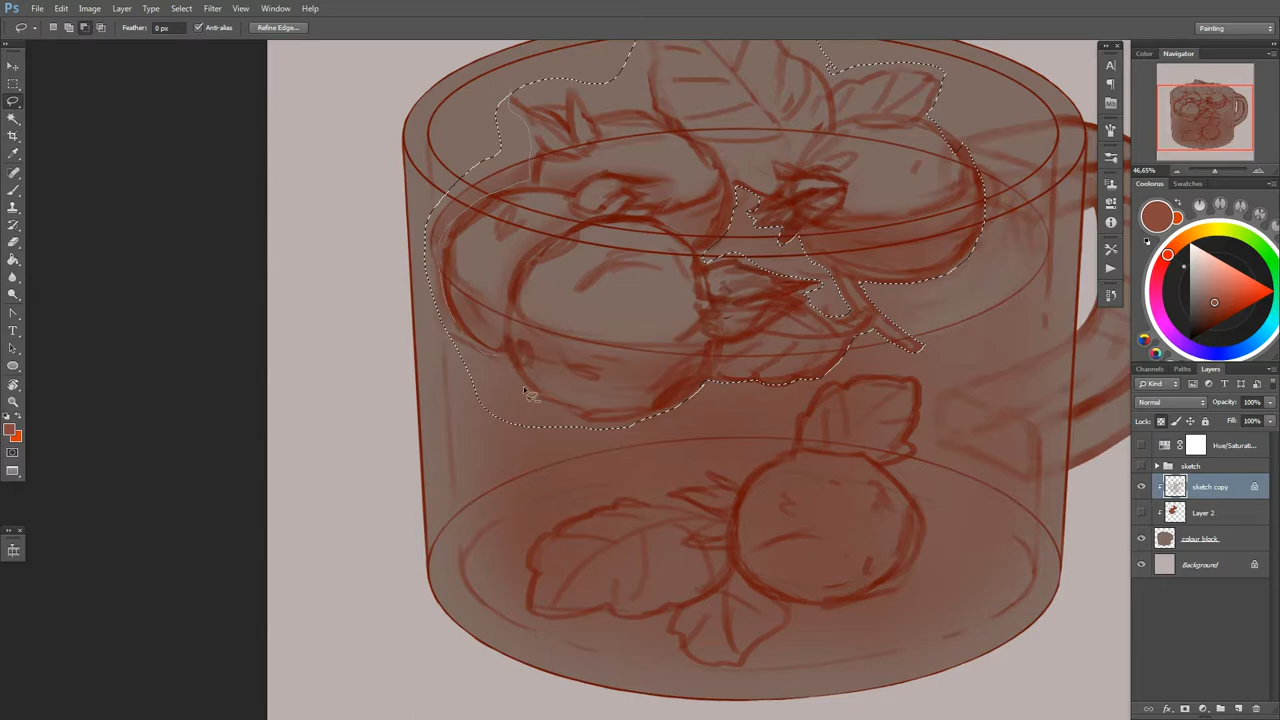 Ps File Edit Image Layer Type Select Filter View Window Help
Feather: 0 px Anti-alias Refine Edge... Painting
Color Navigator
46,65%
Coolorus Swatches
Channels Paths Layers
Kind
Normal Opacity: 100%
Lock: Fill: 100%
Hue/Saturati...
sketch
sketch copy
Layer 2
colour block
Background